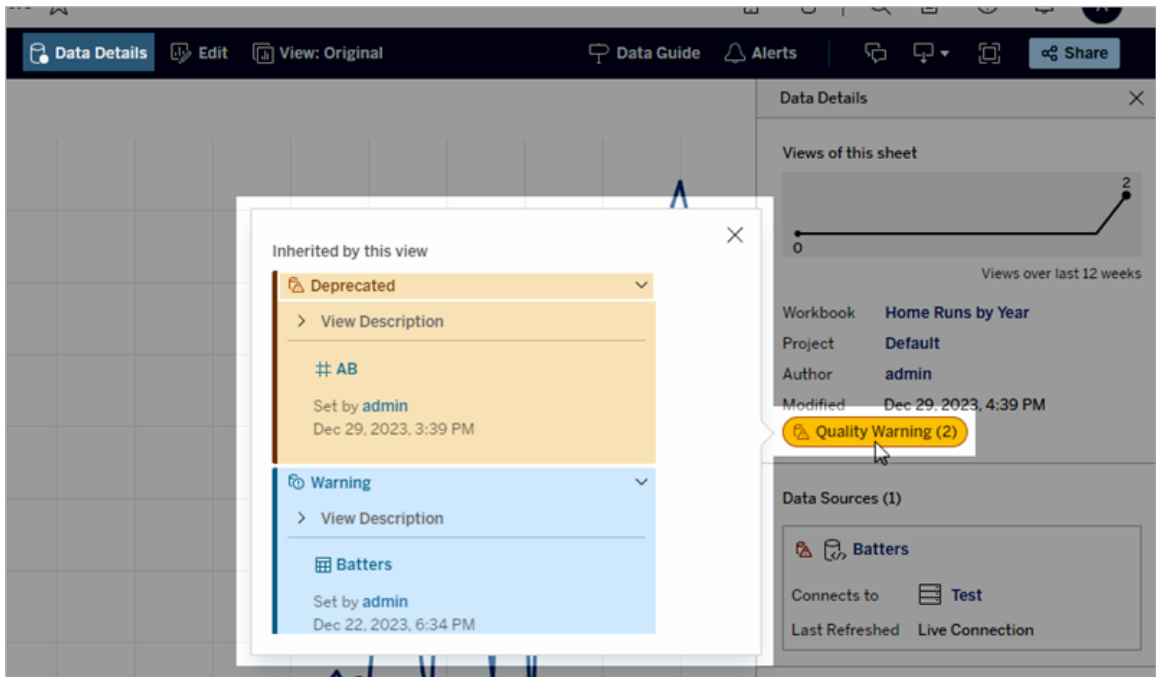 Data Details Edit View: Original Data Guide Alerts Share
Data Details
Views of this sheet
2
0
Views over last 12 weeks
Workbook Home Runs by Year
Project Default
Author admin
Modified Dec 29, 2023, 4:39 PM
Quality Warning (2)
Data Sources (1)
Batters
Connects to Test
Last Refreshed Live Connection
Inherited by this view
Deprecated
View Description
AB
Set by admin
Dec 29, 2023, 3:39 PM
Warning
View Description
Batters
Set by admin
Dec 22, 2023, 6:34 PM